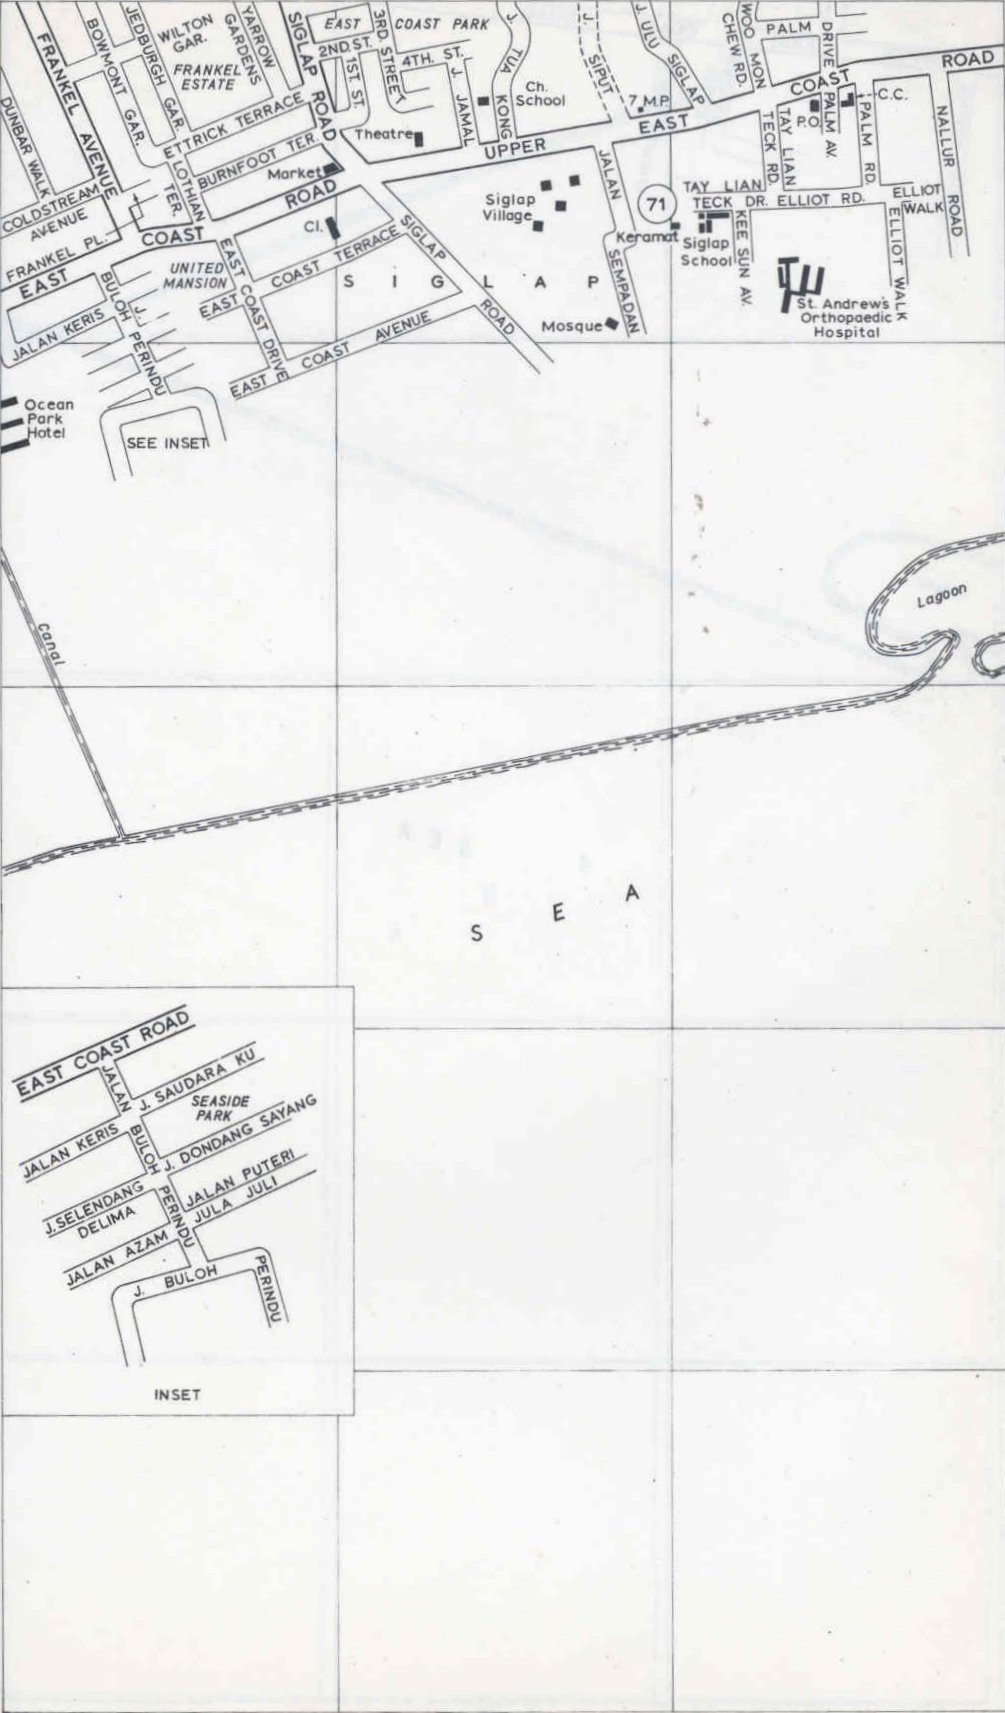 FRANKEL AVENUE
BOWMONT GAR.
JEDBURGH GAR.
WILTON
GAR.
YARROW
GARDENS
FRANKEL
ESTATE
SIGLAP ROAD
EAST COAST PARK
2ND. ST.
1ST. ST.
3RD. STREET
4TH. ST.
J. JAMAL
J. TUA KONG
Ch.
School
J. SIPUT
J. ULU SIGLAP
7 M.P.
WOO MON
CHEW RD.
PALM DRIVE
UPPER EAST COAST ROAD
C.C.
P.O.
PALM AV.
PALM RD.
NALLUR ROAD
DUNBAR WALK
ETTRICK TERRACE
BURNFOOT TER.
LOTHIAN
TER.
Theatre
Market
COLDSTREAM
AVENUE
FRANKEL PL.
EAST COAST ROAD
Cl.
UNITED
MANSION
EAST COAST TERRACE
EAST COAST DRIVE
EAST COAST AVENUE
SIGLAP ROAD
SIGLAP
Siglap
Village
JALAN SEMPADAN
Mosque
71
Keramat
TAY LIAN
TECK DR.
TAY LIAN
TECK RD.
ELLIOT RD.
ELLIOT
WALK
ELLIOT WALK
Siglap
School
KEE SUN AV.
St. Andrew's
Orthopaedic
Hospital
JALAN KERIS
J. BULOH PERINDU
Ocean
Park
Hotel
SEE INSET
Canal
Lagoon
SEA
EAST COAST ROAD
JALAN BULOH PERINDU
J. SAUDARA KU
SEASIDE
PARK
JALAN KERIS
J. DONDANG SAYANG
J. SELENDANG
DELIMA
JALAN PUTERI
JULA JULI
JALAN AZAM
J. BULOH PERINDU
INSET